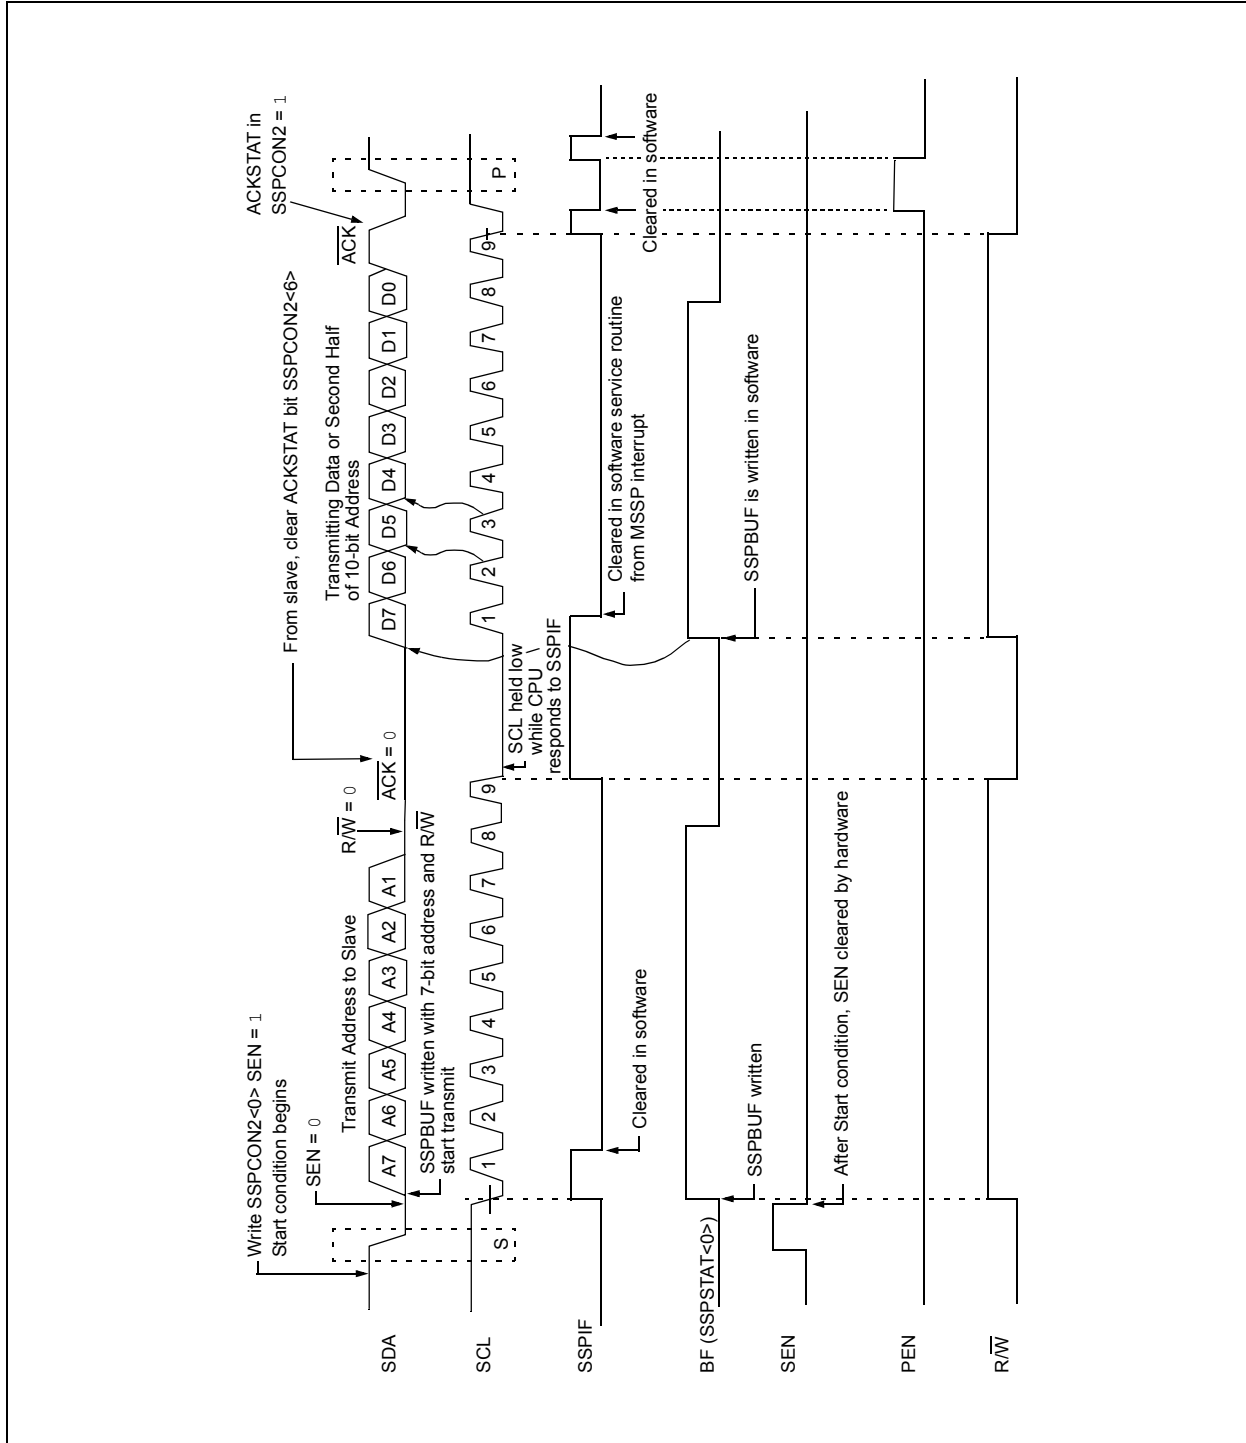 Write SSPCON2<0> SEN = 1
Start condition begins
SEN = 0
From slave, clear ACKSTAT bit SSPCON2<6>
ACKSTAT in
SSPCON2 = 1
Transmit Address to Slave
R/W = 0
ACK = 0
Transmitting Data or Second Half
of 10-bit Address
ACK
SDA
A7 A6 A5 A4 A3 A2 A1
D7 D6 D5 D4 D3 D2 D1 D0
SSPBUF written with 7-bit address and R/W
start transmit
SCL
S
1 2 3 4 5 6 7 8 9
1 2 3 4 5 6 7 8 9
P
SCL held low
while CPU
responds to SSPIF
SSPIF
Cleared in software
Cleared in software service routine
from MSSP interrupt
Cleared in software
BF (SSPSTAT<0>)
SSPBUF written
SSPBUF is written in software
SEN
After Start condition, SEN cleared by hardware
PEN
R/W